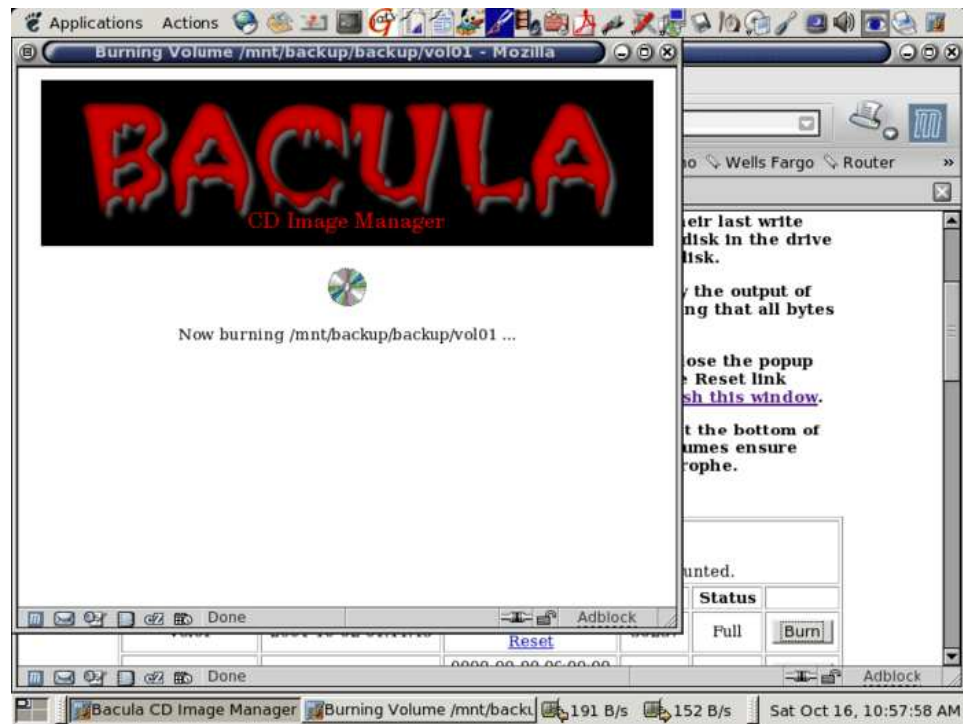 Applications Actions
Burning Volume /mnt/backup/backup/vol01 - Mozilla
BACULA
CD Image Manager
Now burning /mnt/backup/backup/vol01 ...
Done
Adblock
Wells Fargo Router »
eir last write
disk in the drive
disk.
the output of
ng that all bytes
lose the popup
Reset link
sh this window.
t the bottom of
umes ensure
rophe.
unted.
Status
Reset
Full
Burn
Done
Adblock
Bacula CD Image Manager
Burning Volume /mnt/backu
191 B/s
152 B/s
Sat Oct 16, 10:57:58 AM